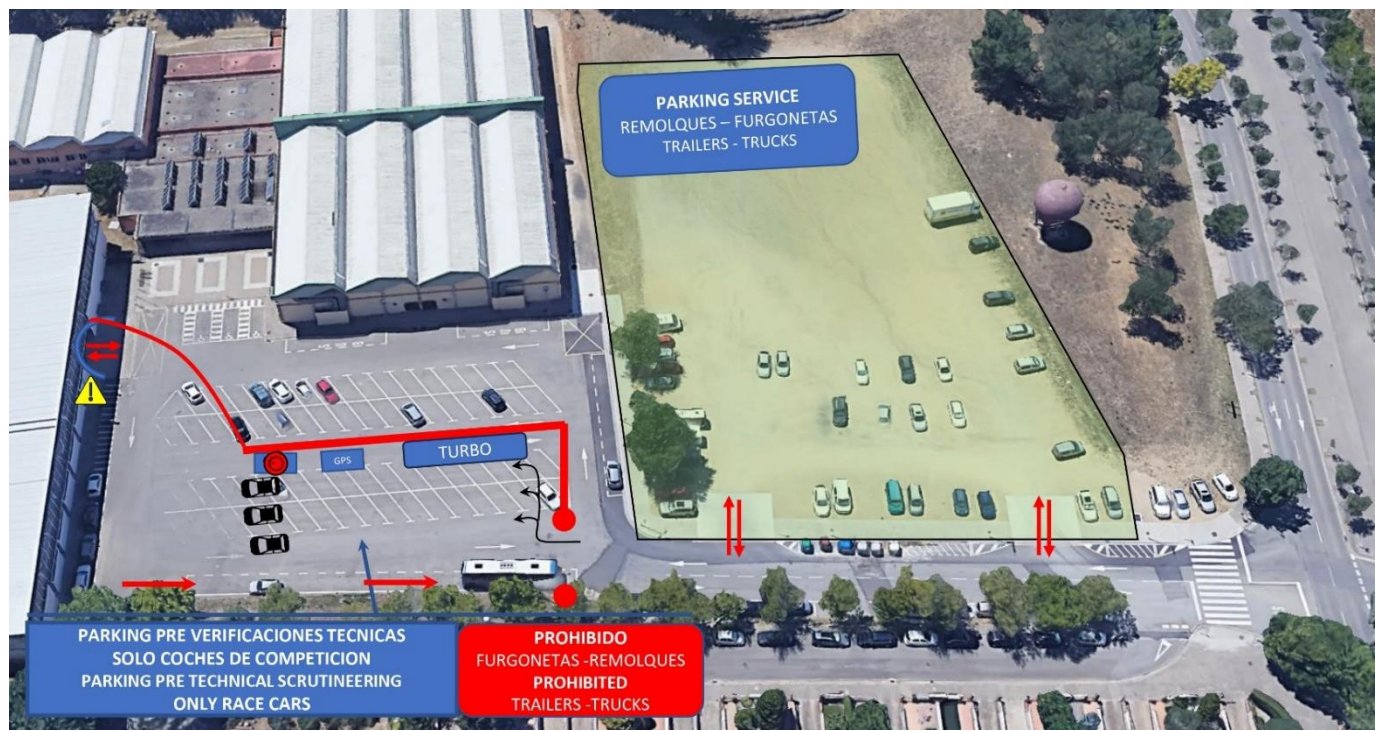 PARKING SERVICE
REMOLQUES – FURGONETAS
TRAILERS - TRUCKS
TURBO
GPS
PARKING PRE VERIFICACIONES TECNICAS
SOLO COCHES DE COMPETICION
PARKING PRE TECHNICAL SCRUTINEERING
ONLY RACE CARS
PROHIBIDO
FURGONETAS -REMOLQUES
PROHIBITED
TRAILERS -TRUCKS